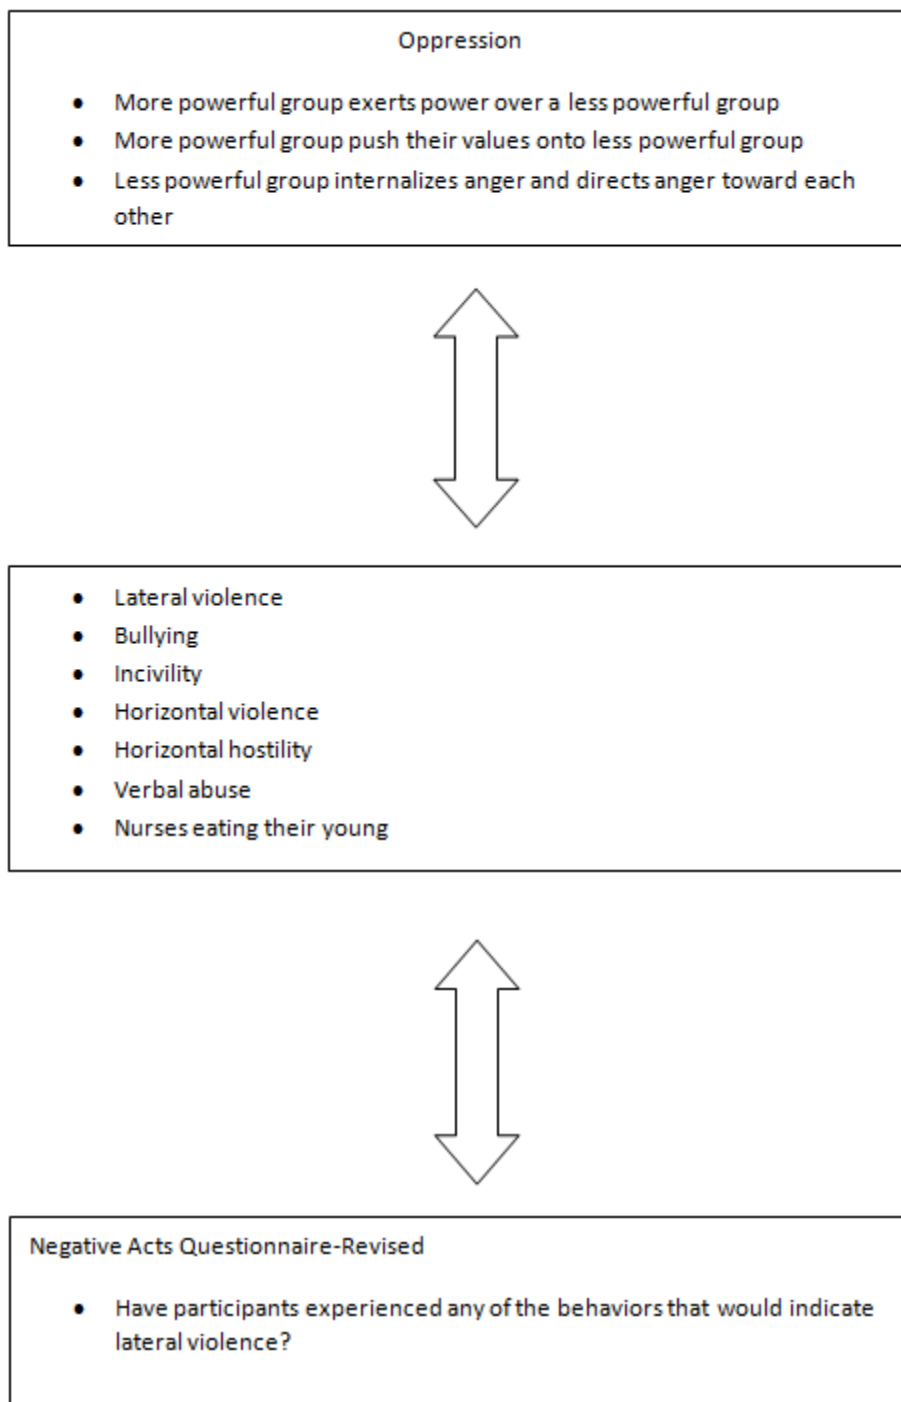 Oppression
• More powerful group exerts power over a less powerful group
• More powerful group push their values onto less powerful group
• Less powerful group internalizes anger and directs anger toward each
other
• Lateral violence
• Bullying
• Incivility
• Horizontal violence
• Horizontal hostility
• Verbal abuse
• Nurses eating their young
Negative Acts Questionnaire-Revised
• Have participants experienced any of the behaviors that would indicate
lateral violence?